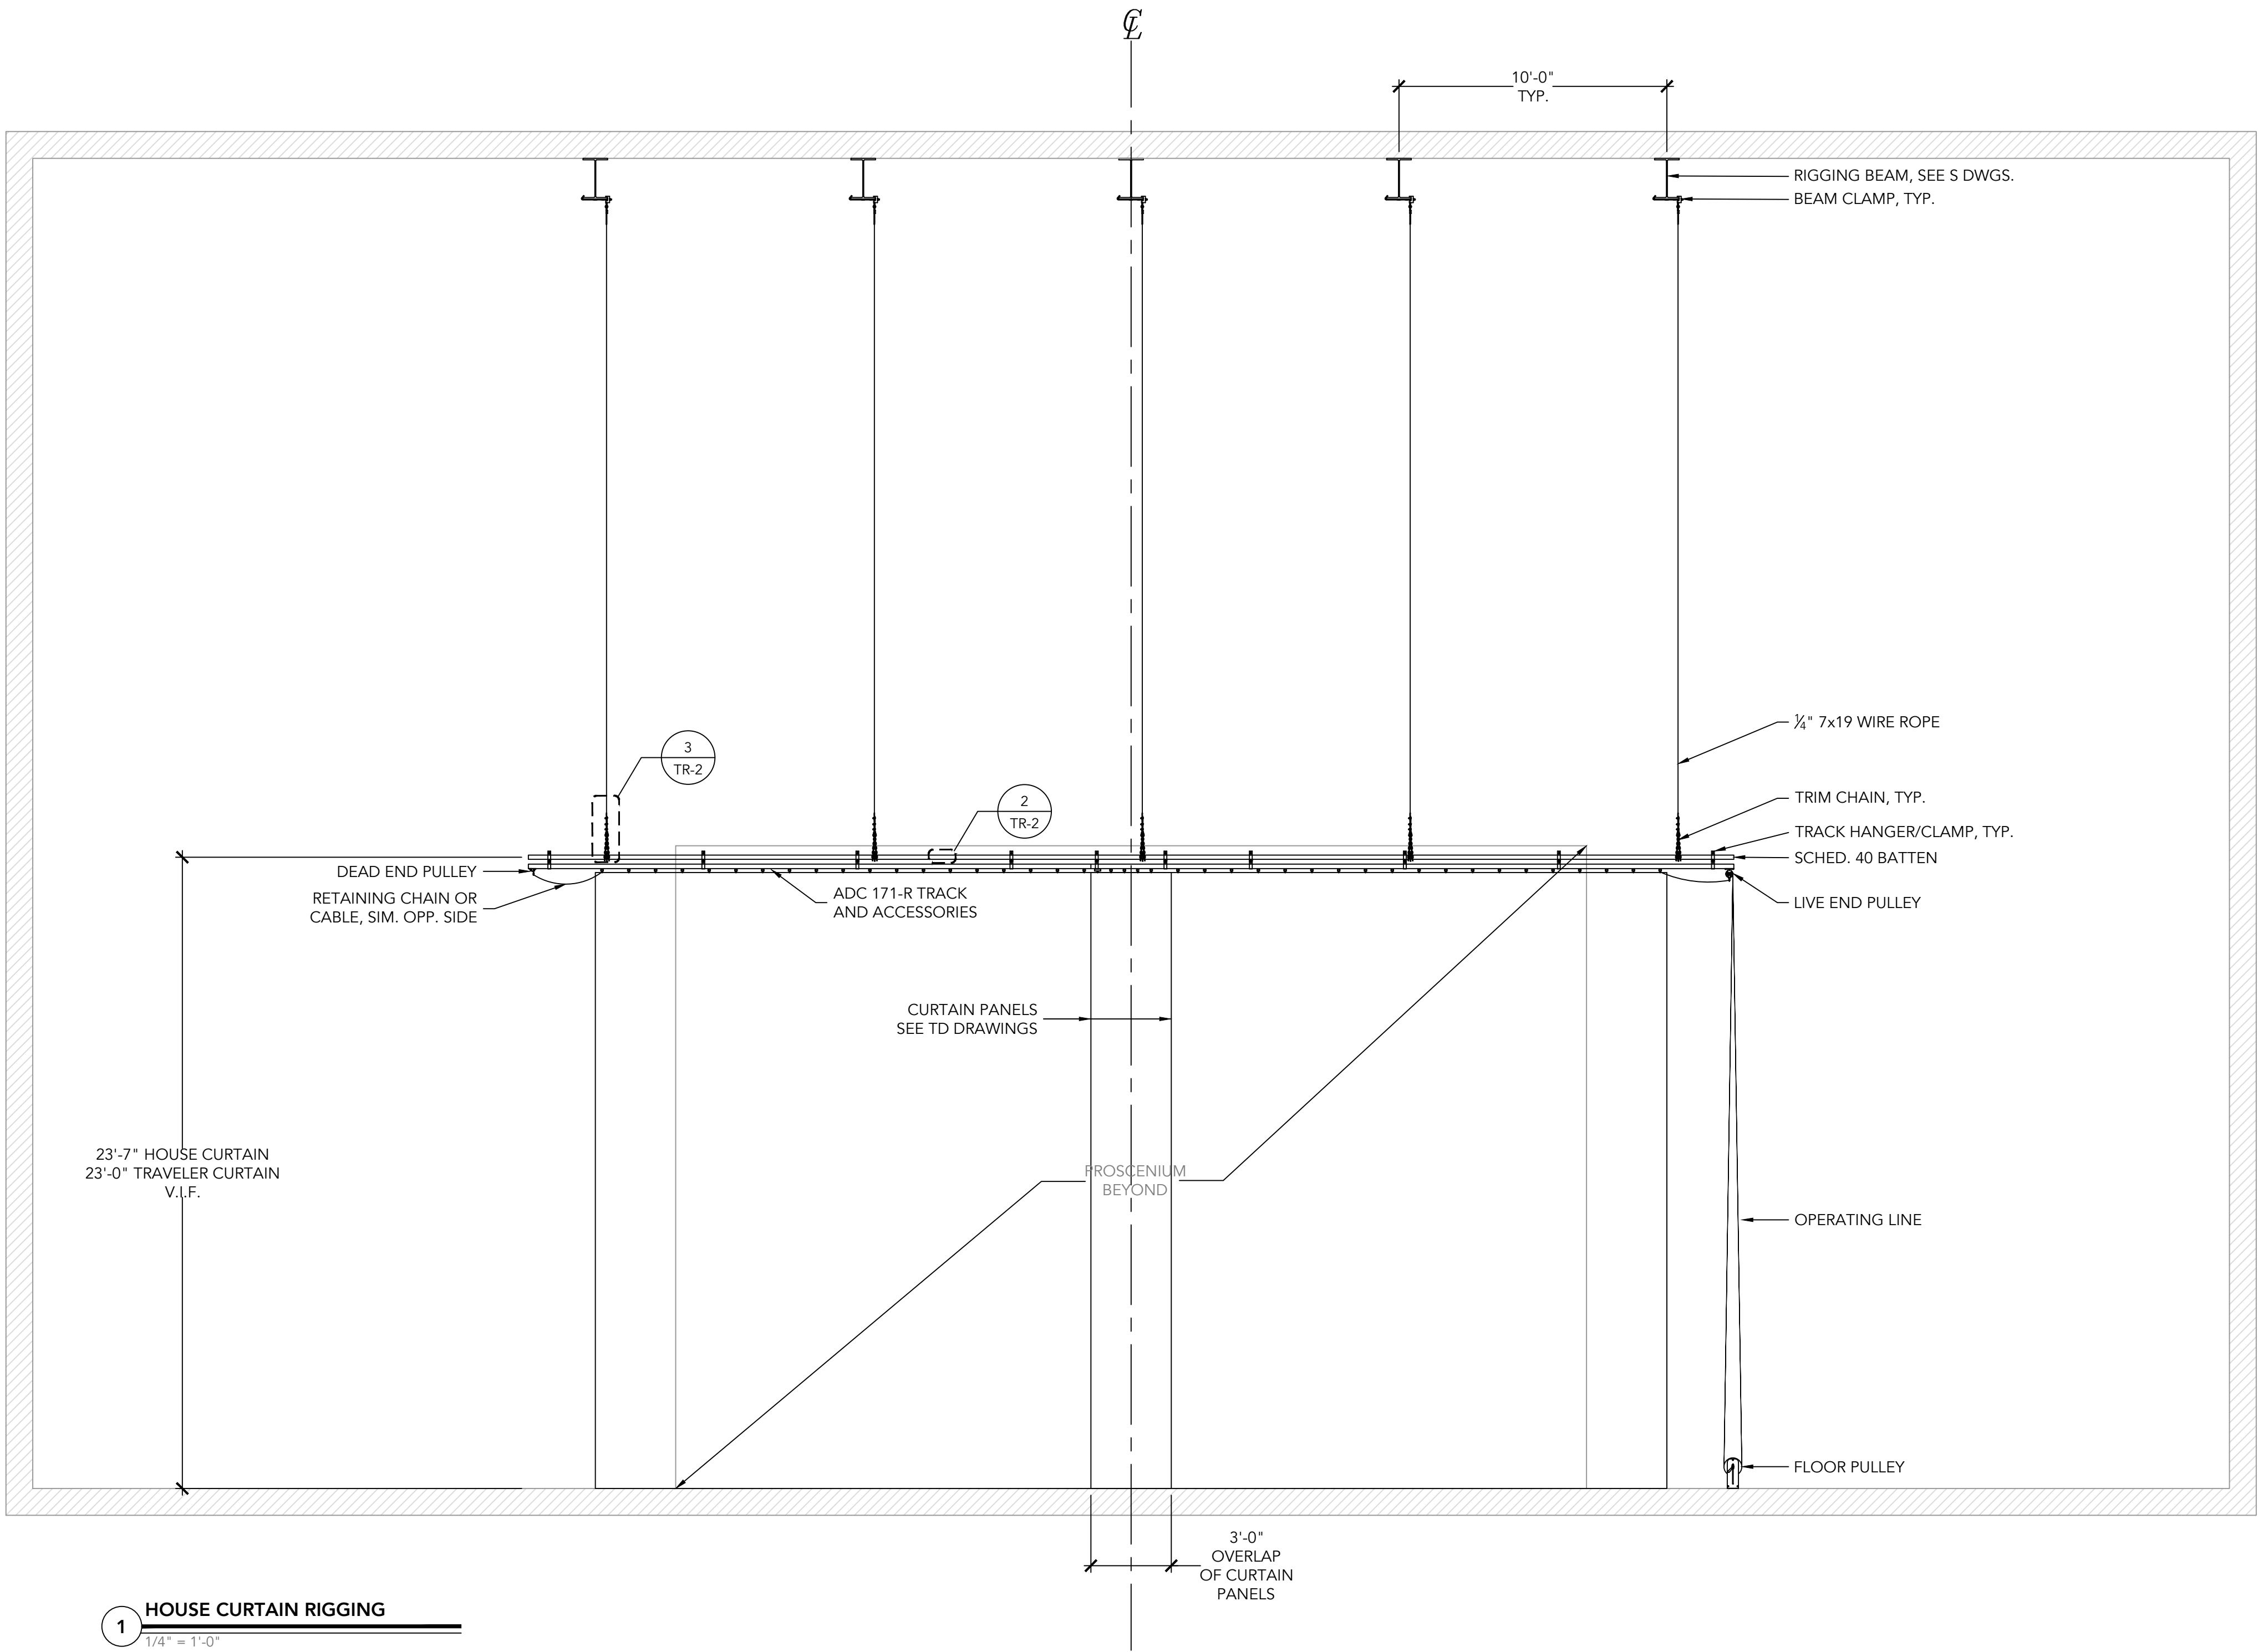 ℄
10'-0"
TYP.
RIGGING BEAM, SEE S DWGS.
BEAM CLAMP, TYP.
¼" 7x19 WIRE ROPE
3
TR-2
2
TR-2
TRIM CHAIN, TYP.
TRACK HANGER/CLAMP, TYP.
SCHED. 40 BATTEN
DEAD END PULLEY
RETAINING CHAIN OR
CABLE, SIM. OPP. SIDE
ADC 171-R TRACK
AND ACCESSORIES
LIVE END PULLEY
CURTAIN PANELS
SEE TD DRAWINGS
23'-7" HOUSE CURTAIN
23'-0" TRAVELER CURTAIN
V.I.F.
PROSCENIUM
BEYOND
OPERATING LINE
FLOOR PULLEY
3'-0"
OVERLAP
OF CURTAIN
PANELS
1
HOUSE CURTAIN RIGGING
1/4" = 1'-0"